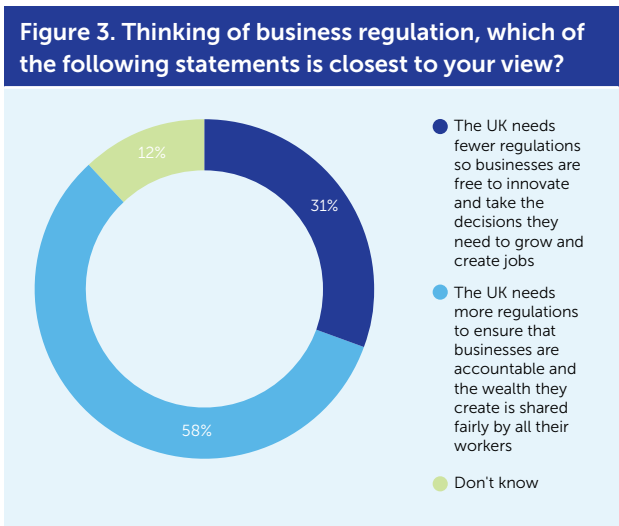 Figure 3. Thinking of business regulation, which of
the following statements is closest to your view?
12%
31%
58%
The UK needs
fewer regulations
so businesses are
free to innovate
and take the
decisions they
need to grow and
create jobs
The UK needs
more regulations
to ensure that
businesses are
accountable and
the wealth they
create is shared
fairly by all their
workers
Don't know